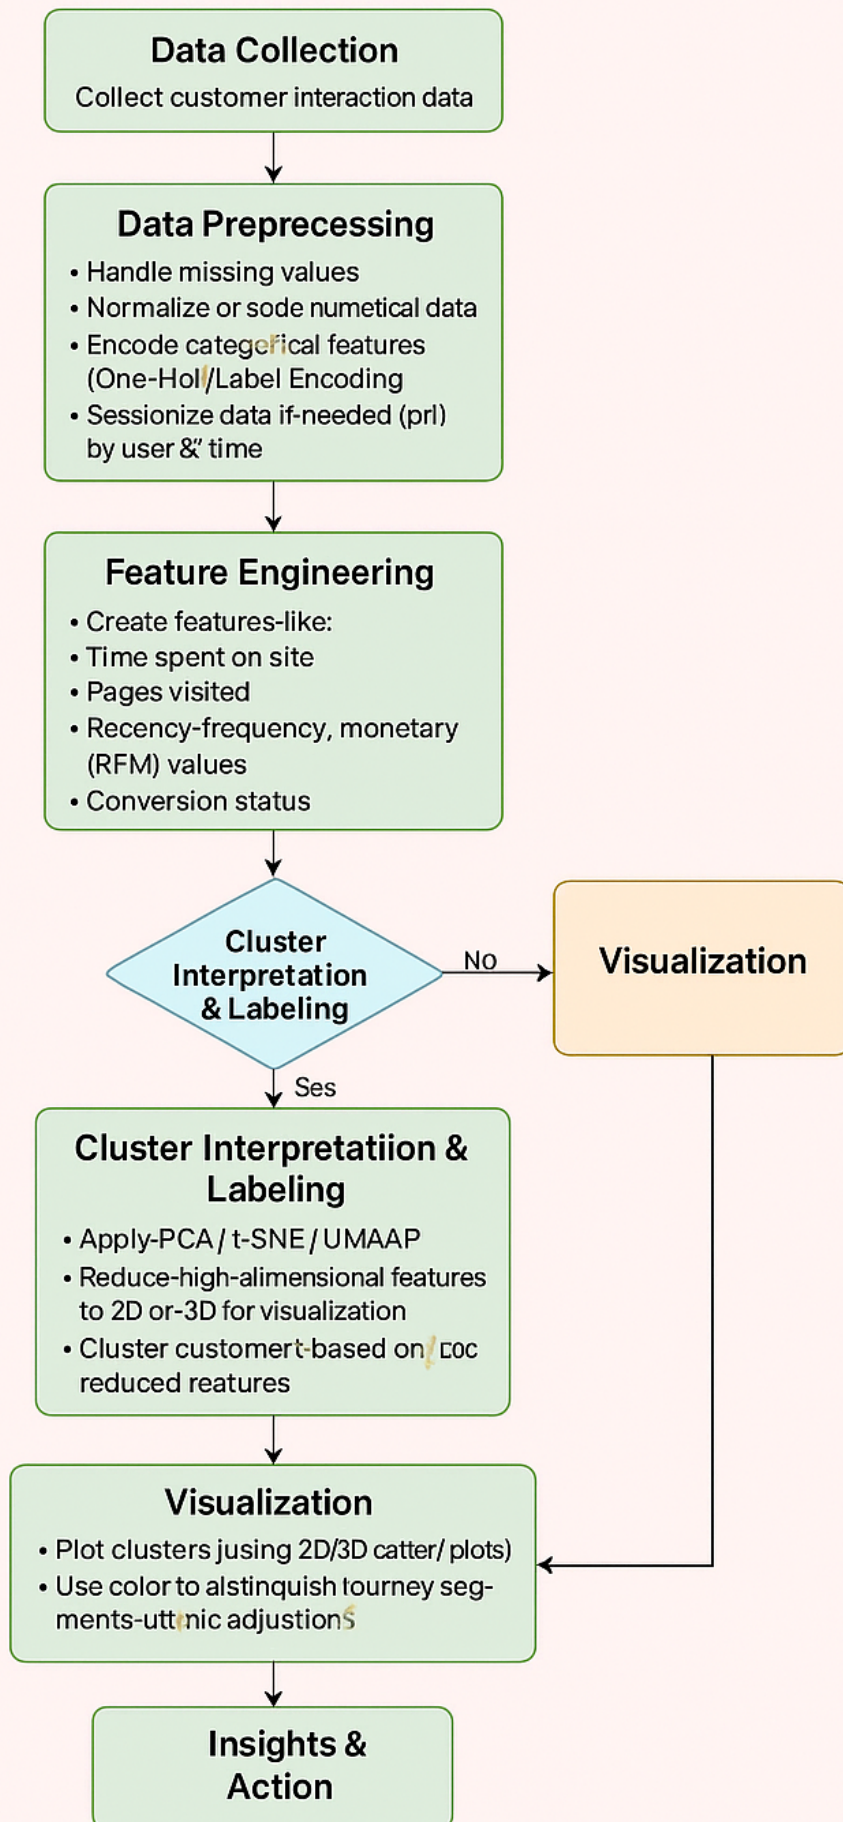 Data Collection
Collect customer interaction data
Data Preprecessing
• Handle missing values
• Normalize or sode numetical data
• Encode categofical features
(One-Hol/Label Encoding
• Sessionize data if-needed (prl)
by user &” time
Feature Engineering
• Create features-like:
• Time spent on site
• Pages visited
• Recency-frequency, monetary
(RFM) values
• Conversion status
Cluster
Interpretation
& Labeling
No
Visualization
Ses
Cluster Interpretatiion &
Labeling
• Apply-PCA / t-SNE / UMAAP
• Reduce-high-alimensional features
to 2D or-3D for visualization
• Cluster customert-based on
reduced reatures
Visualization
• Plot clusters jusing 2D/3D catter/ plots)
• Use color to alstinquish tourney seg-
adjustions
Insights &
Action